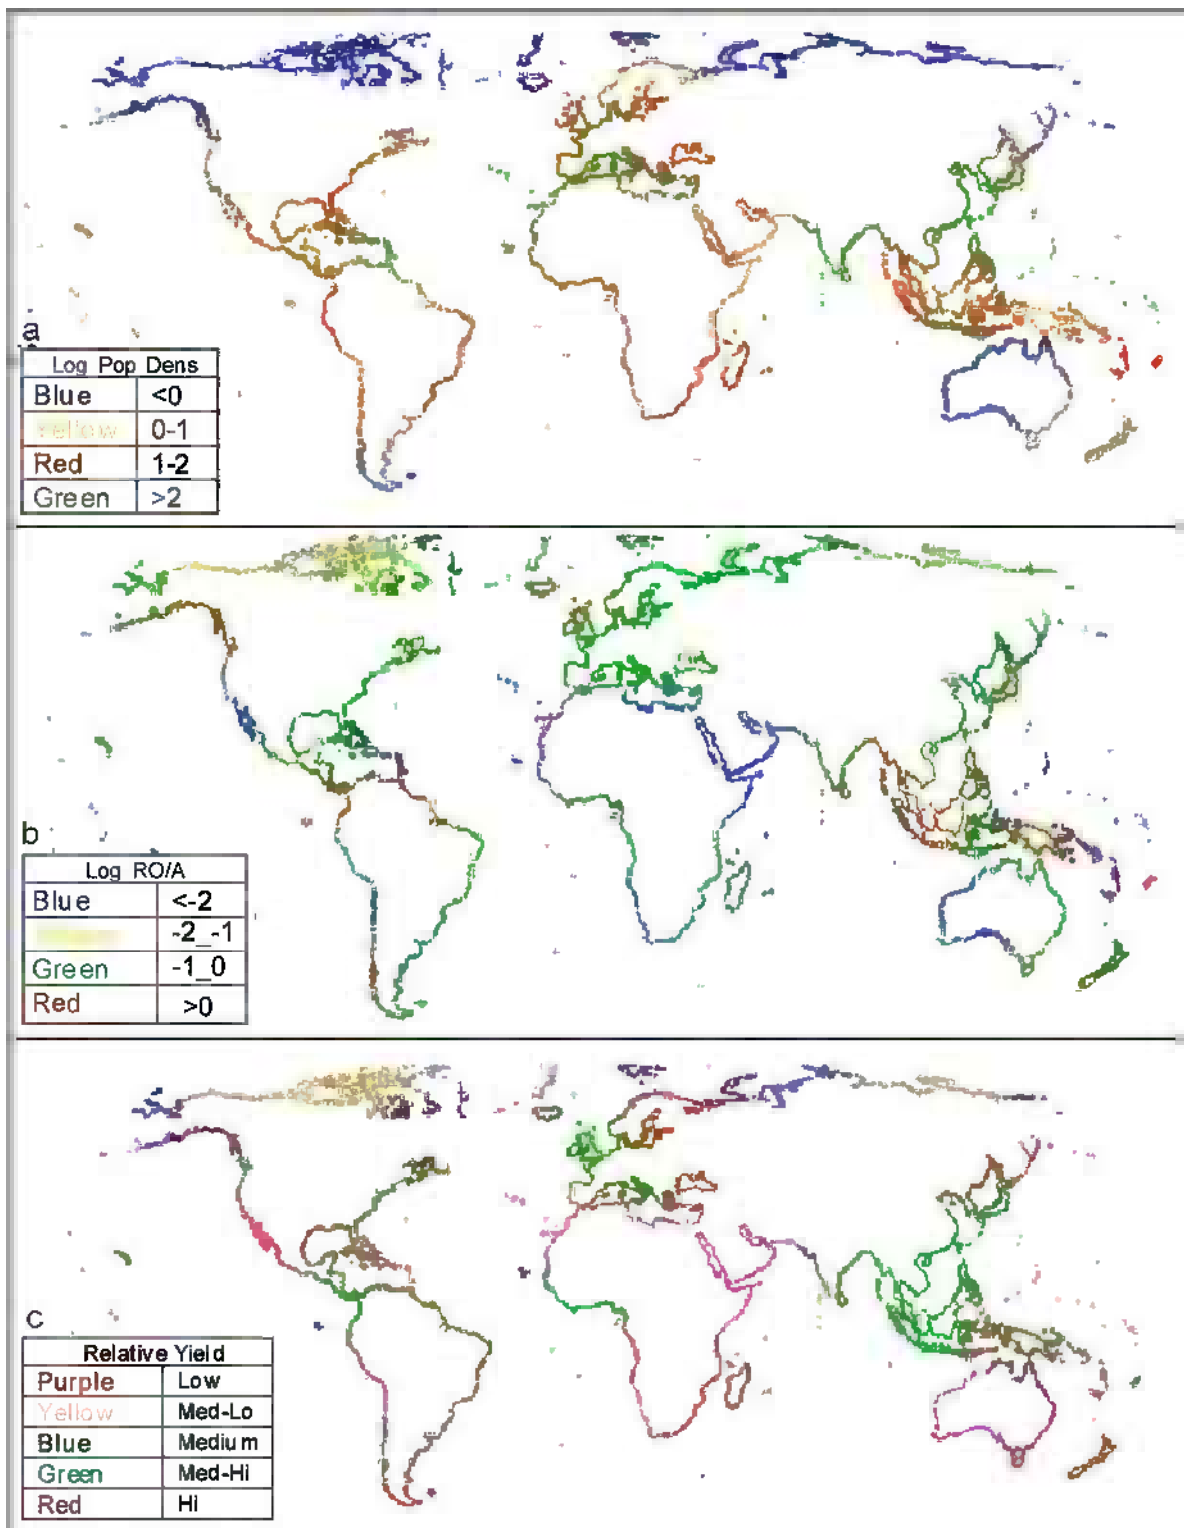 a
Log Pop Dens
Blue <0
Yellow 0-1
Red 1-2
Green >2
b
Log RO/A
Blue <-2
-2_-1
Green -1_0
Red >0
c
Relative Yield
Purple Low
Yellow Med-Lo
Blue Medium
Green Med-Hi
Red Hi